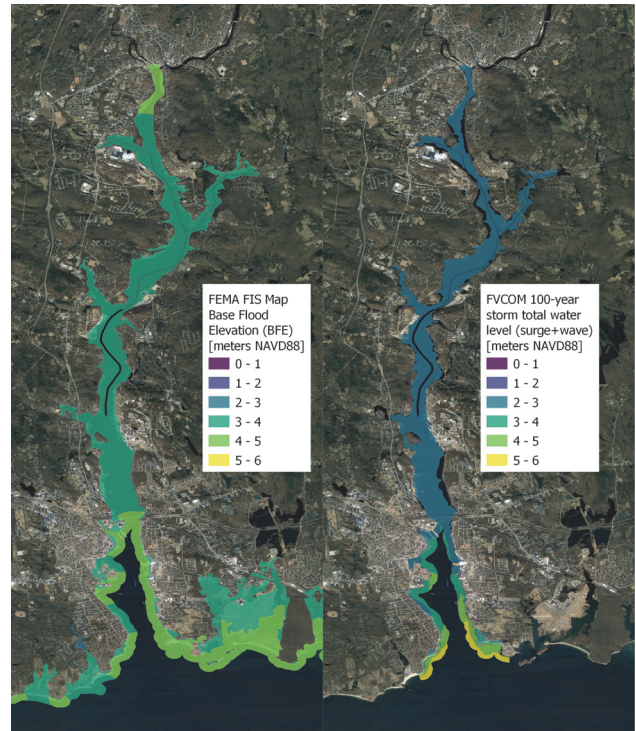 FEMA FIS Map
Base Flood
Elevation (BFE)
[meters NAVD88]
0 - 1
1 - 2
2 - 3
3 - 4
4 - 5
5 - 6
FVCOM 100-year
storm total water
level (surge+wave)
[meters NAVD88]
0 - 1
1 - 2
2 - 3
3 - 4
4 - 5
5 - 6